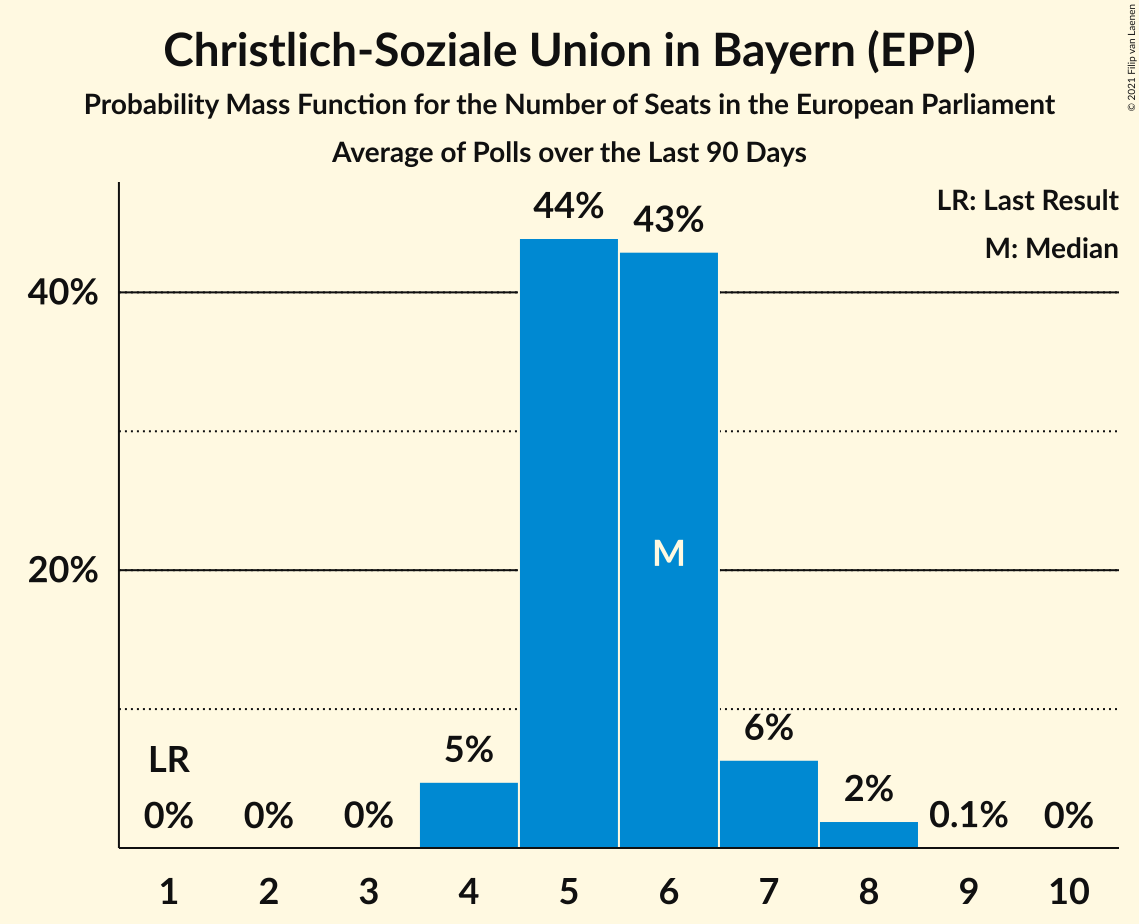 Christlich-Soziale Union in Bayern (EPP)
Probability Mass Function for the Number of Seats in the European Parliament
Average of Polls over the Last 90 Days
© 2021 Filip van Laenen
LR: Last Result
M: Median
44%
43%
40%
M
20%
6%
5%
LR
2%
0%
0%
0%
0.1%
0%
1 2 3 4 5 6 7 8 9 10